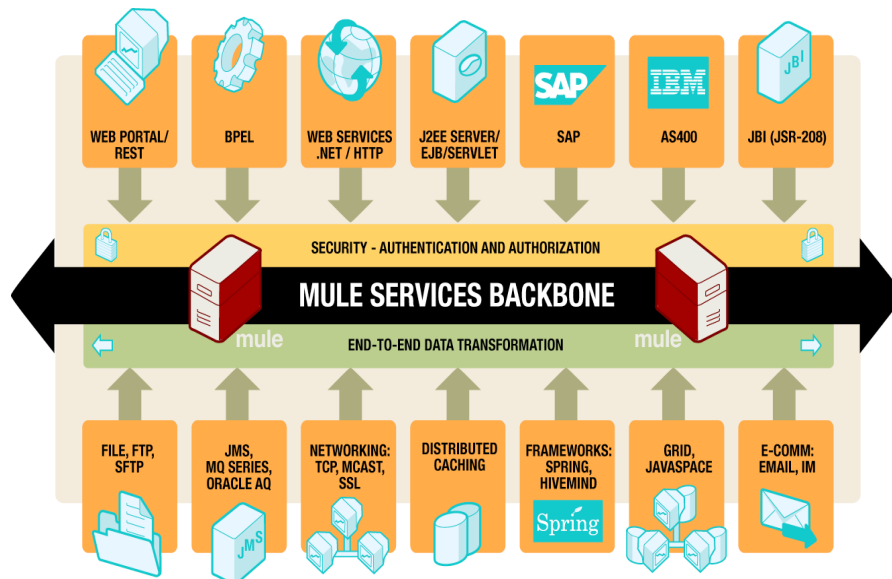 WEB PORTAL/
REST
BPEL
WEB SERVICES
.NET / HTTP
J2EE SERVER/
EJB/SERVLET
SAP
SAP
IBM
AS400
JBI
JBI (JSR-208)
SECURITY - AUTHENTICATION AND AUTHORIZATION
MULE SERVICES BACKBONE
mule
mule
END-TO-END DATA TRANSFORMATION
FILE, FTP,
SFTP
JMS,
MQ SERIES,
ORACLE AQ
JMS
NETWORKING:
TCP, MCAST,
SSL
DISTRIBUTED
CACHING
FRAMEWORKS:
SPRING,
HIVEMIND
Spring
GRID,
JAVASPACE
E-COMM:
EMAIL, IM